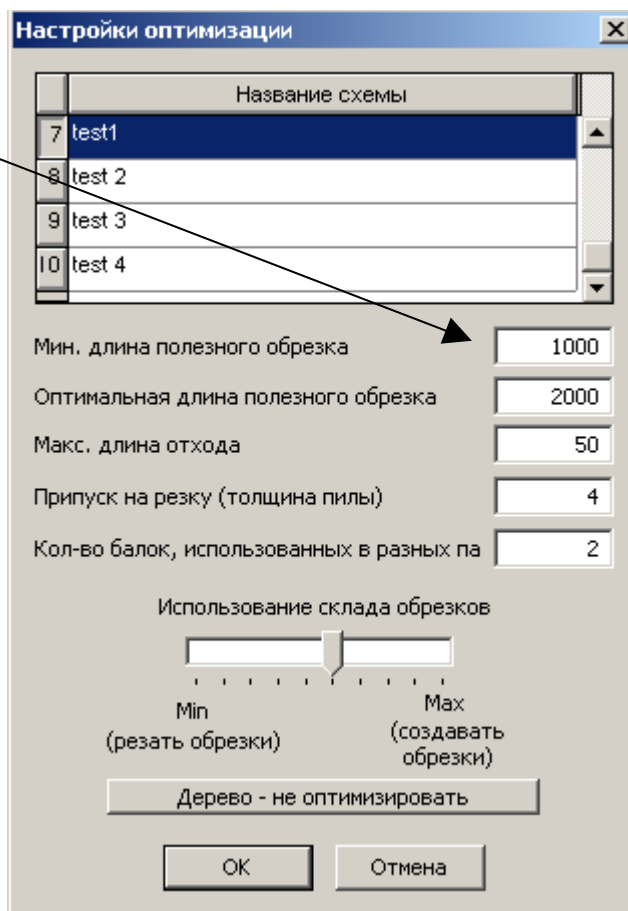 Настройки оптимизации
Название схемы
7 test1
8 test 2
9 test 3
10 test 4
Мин. длина полезного обрезка 1000
Оптимальная длина полезного обрезка 2000
Макс. длина отхода 50
Припуск на резку (толщина пилы) 4
Кол-во балок, использованных в разных па 2
Использование склада обрезков
Min Max
(резать обрезки) (создавать
обрезки)
Дерево - не оптимизировать
OK Отмена